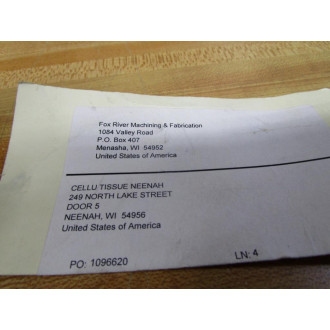 Fox River Machining & Fabrication
1084 Valley Road
P.O. Box 407
Menasha, WI 54952
United States of America
CELLU TISSUE NEENAH
249 NORTH LAKE STREET
DOOR 5
NEENAH, WI 54956
United States of America
PO: 1096620 LN: 4